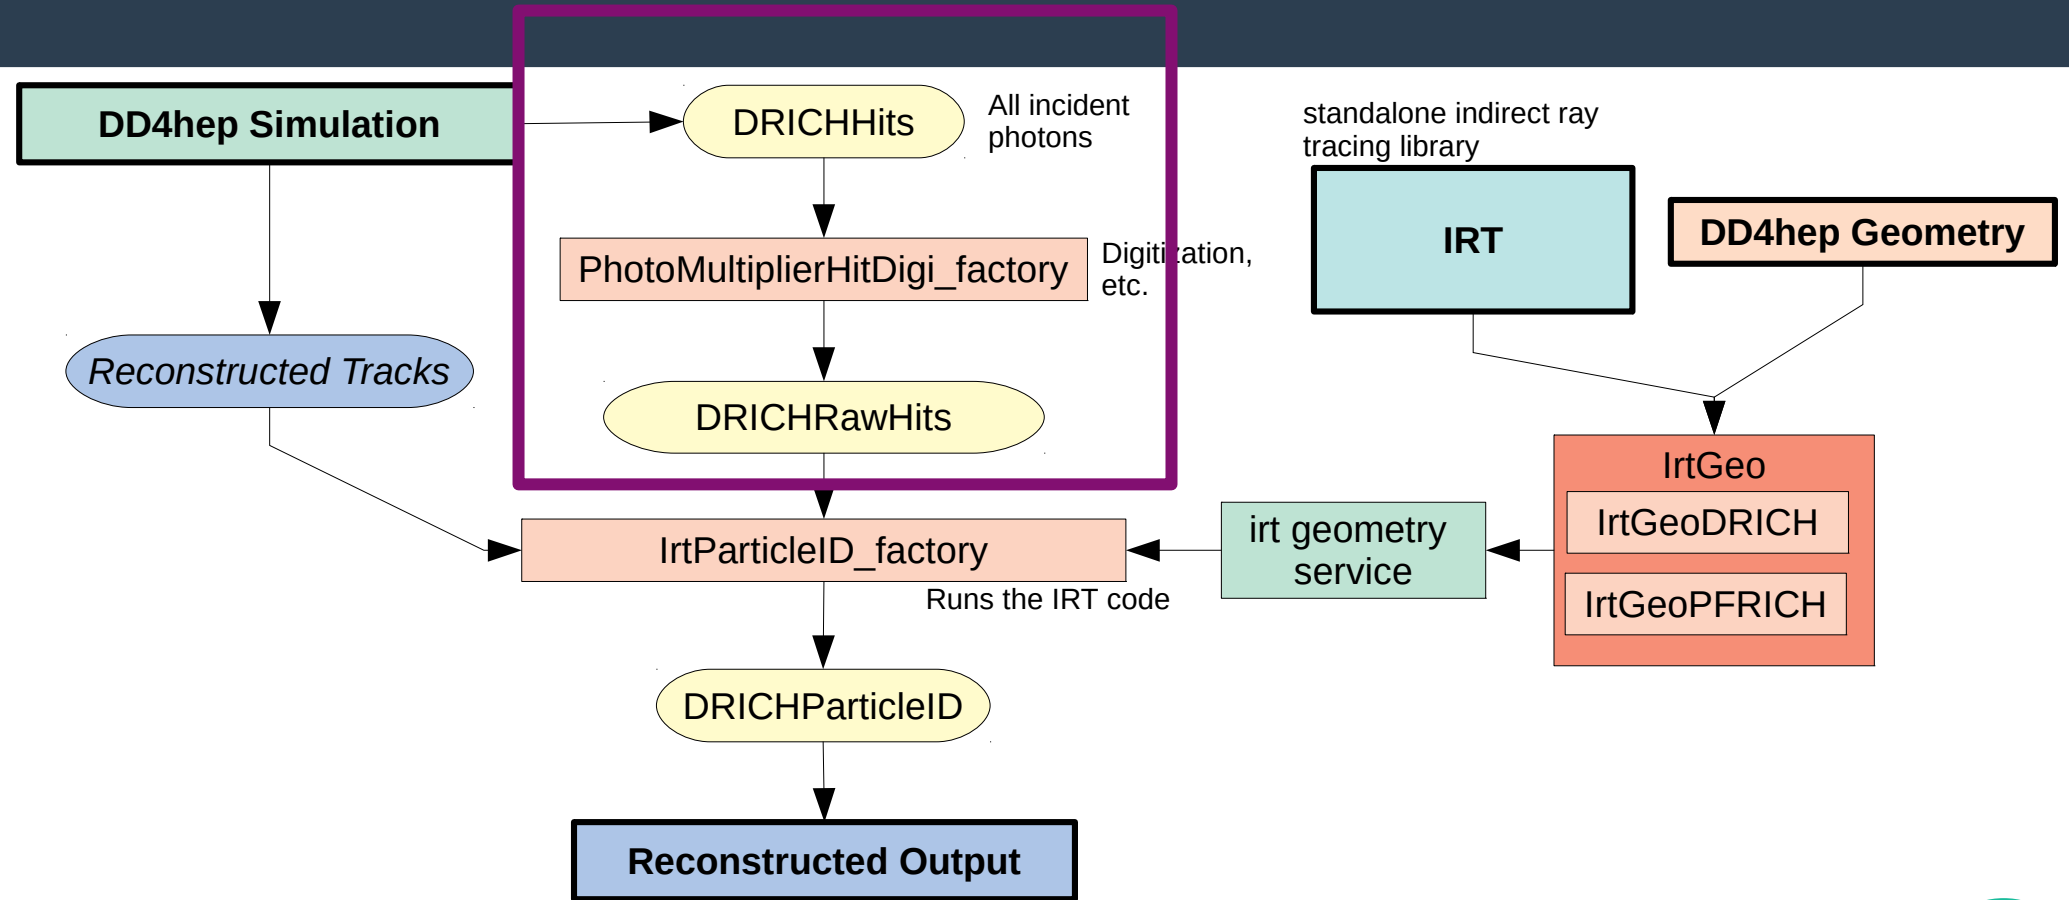 DD4hep Simulation
DRICHHits
All incident
photons
standalone indirect ray
tracing library
IRT
DD4hep Geometry
PhotoMultiplierHitDigi_factory
Digitization,
etc.
Reconstructed Tracks
DRICHRawHits
IrtGeo
IrtGeoDRICH
IrtGeoPFRICH
irt geometry
service
IrtParticleID_factory
Runs the IRT code
DRICHParticleID
Reconstructed Output